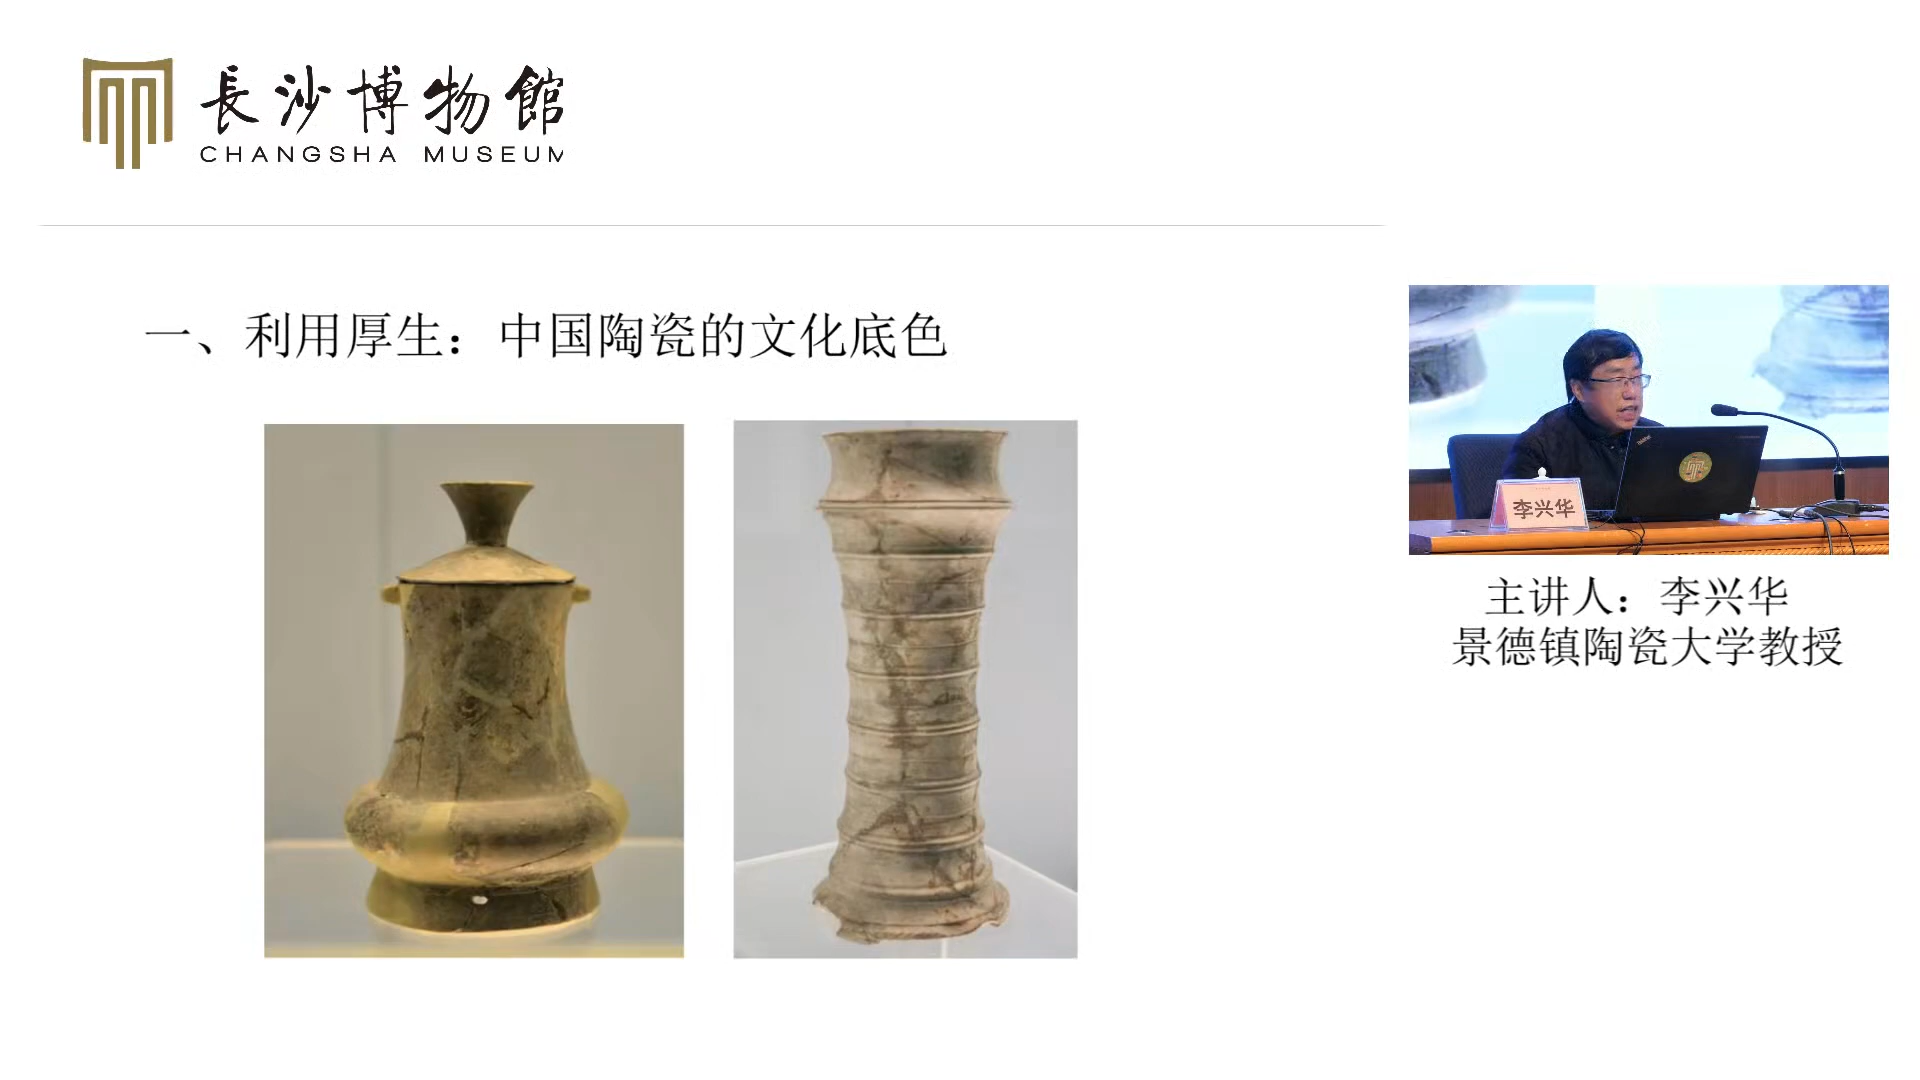 長沙博物館
CHANGSHA MUSEUM
一、利用厚生：中国陶瓷的文化底色
李兴华
主讲人：李兴华
景德镇陶瓷大学教授